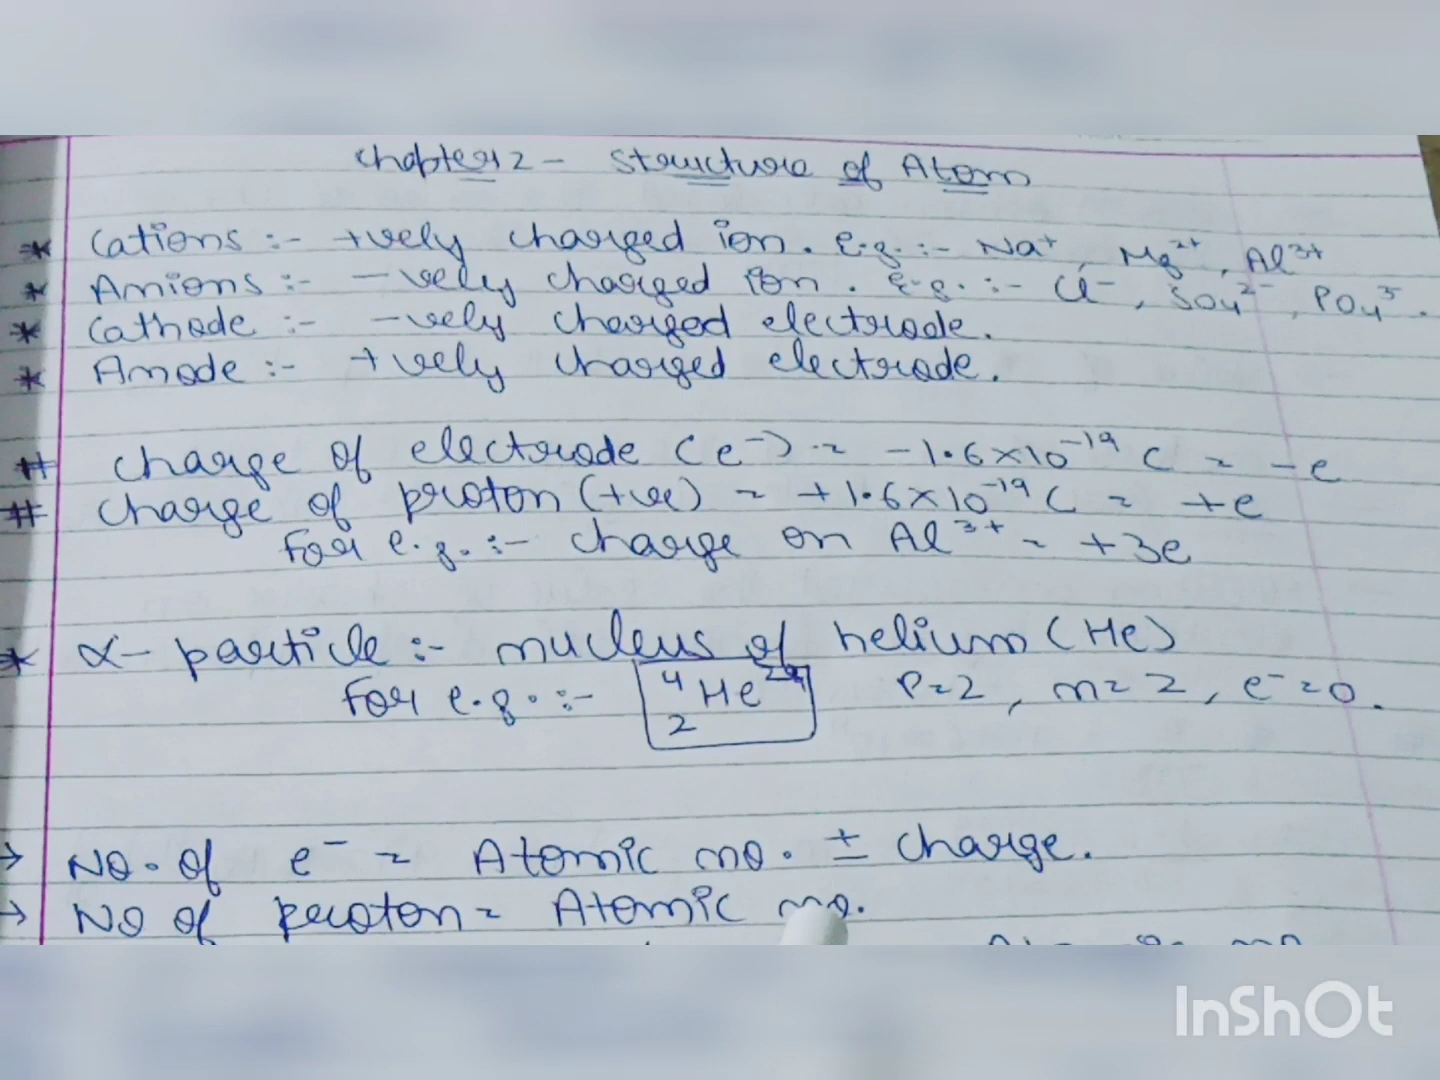 Chapter 2 - Structure of Atom
* Cations :- +vely charged ion. e.g. :- Na⁺, Mg²⁺, Al³⁺
* Anions :- -vely charged ion. e.g. :- Cl⁻, SO₄²⁻, PO₄³⁻.
* Cathode :- -vely charged electrode.
* Anode :- +vely charged electrode.
# Charge of electrode (e⁻) = -1.6×10⁻¹⁹ C = -e
# Charge of proton (+ve) = +1.6×10⁻¹⁹ C = +e
For e.g. :- charge on Al³⁺ = +3e
* α- particle :- nucleus of helium (He)
For e.g. :- ⁴₂He²⁺ P=2, n=2, e⁻=0.
→ No. of e⁻ = Atomic no. ± charge.
→ No of proton = Atomic no.
InShOt